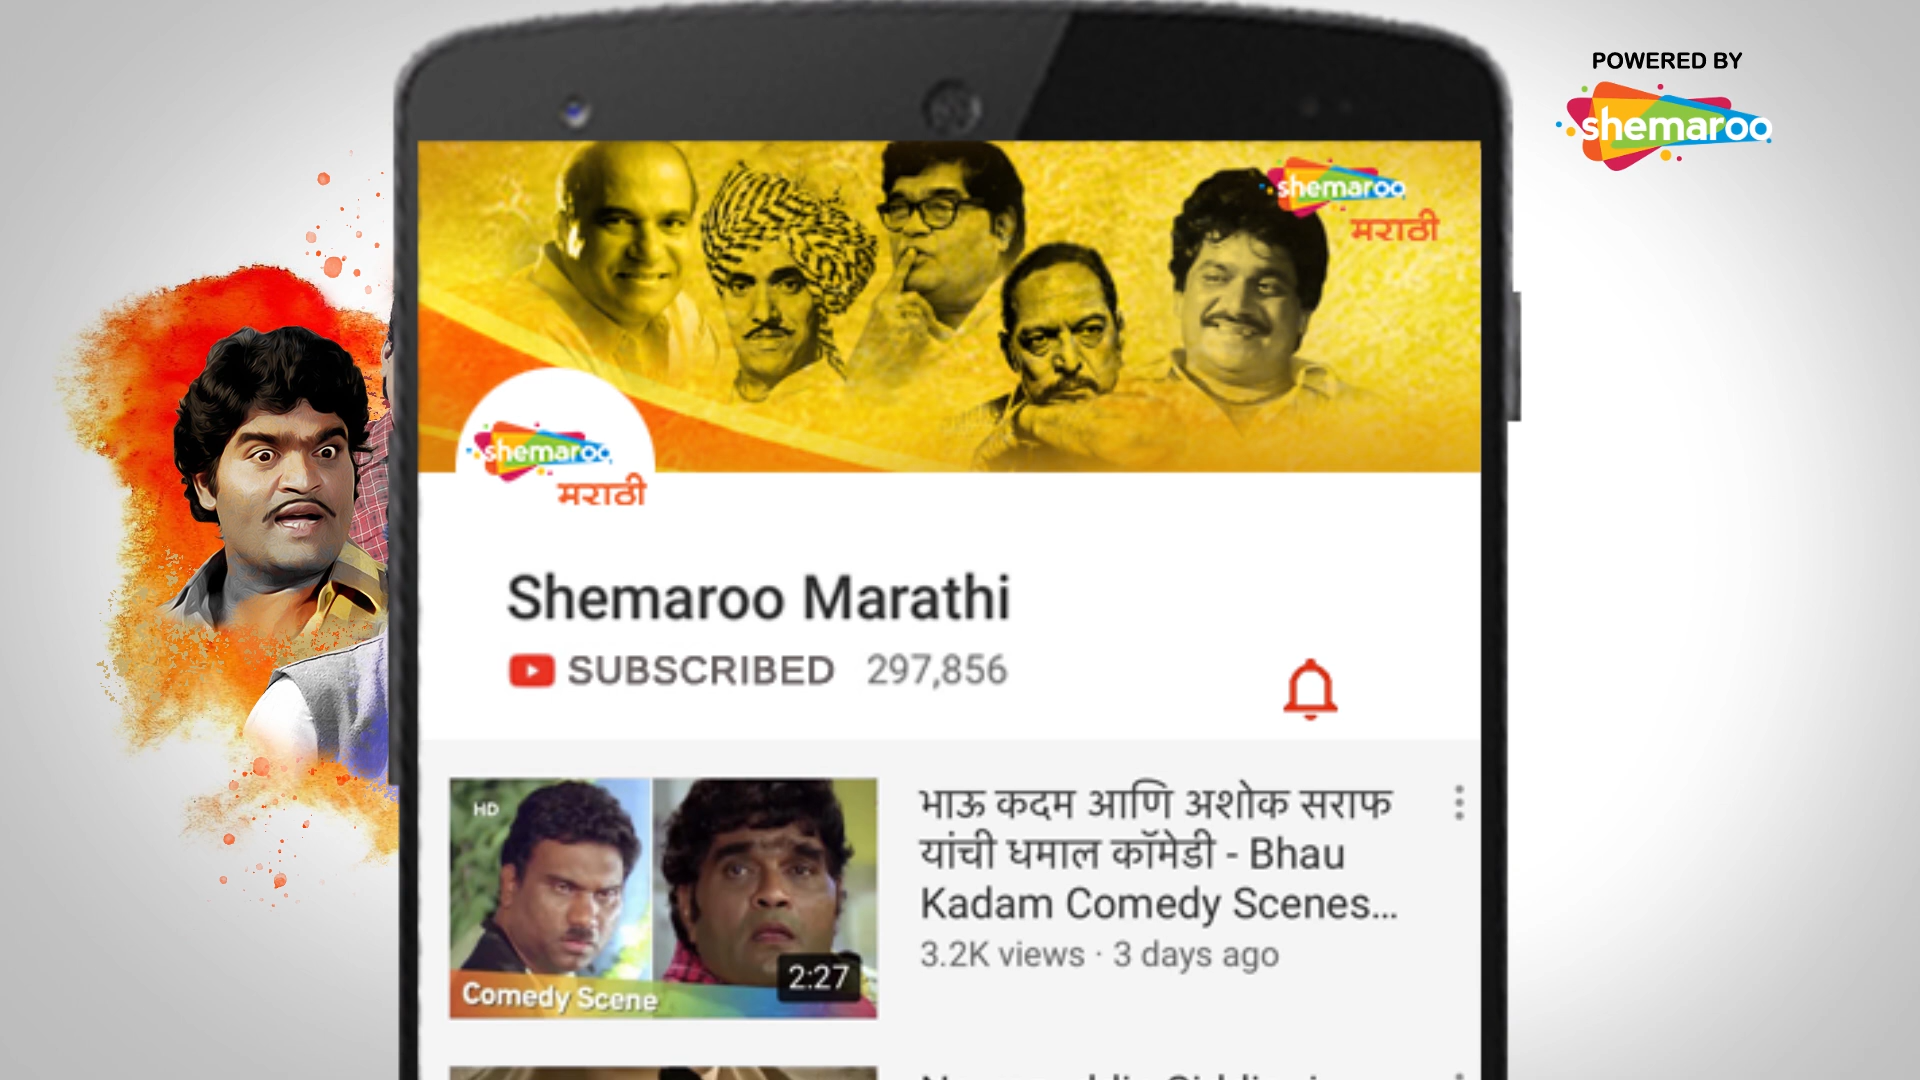 POWERED BY
shemaroo
shemaroo
मराठी
shemaroo
मराठी
Shemaroo Marathi
SUBSCRIBED 297,856
HD
Comedy Scene
2:27
भाऊ कदम आणि अशोक सराफ
यांची धमाल कॉमेडी - Bhau
Kadam Comedy Scenes...
3.2K views · 3 days ago